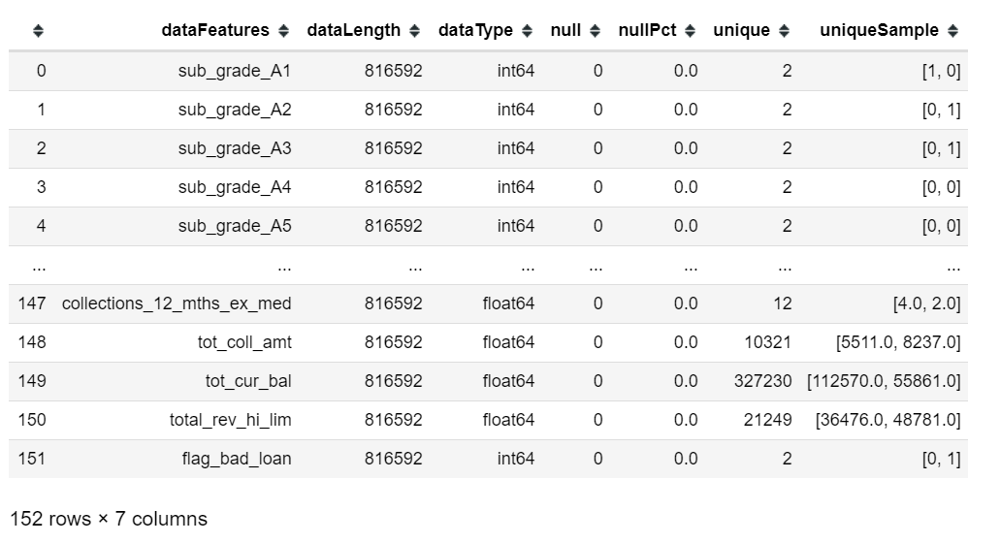 dataFeatures dataLength dataType null nullPct unique uniqueSample
0 sub_grade_A1 816592 int64 0 0.0 2 [1, 0]
1 sub_grade_A2 816592 int64 0 0.0 2 [0, 1]
2 sub_grade_A3 816592 int64 0 0.0 2 [0, 1]
3 sub_grade_A4 816592 int64 0 0.0 2 [0, 0]
4 sub_grade_A5 816592 int64 0 0.0 2 [0, 0]
... ... ... ... ... ... ... ...
147 collections_12_mths_ex_med 816592 float64 0 0.0 12 [4.0, 2.0]
148 tot_coll_amt 816592 float64 0 0.0 10321 [5511.0, 8237.0]
149 tot_cur_bal 816592 float64 0 0.0 327230 [112570.0, 55861.0]
150 total_rev_hi_lim 816592 float64 0 0.0 21249 [36476.0, 48781.0]
151 flag_bad_loan 816592 int64 0 0.0 2 [0, 1]
152 rows × 7 columns